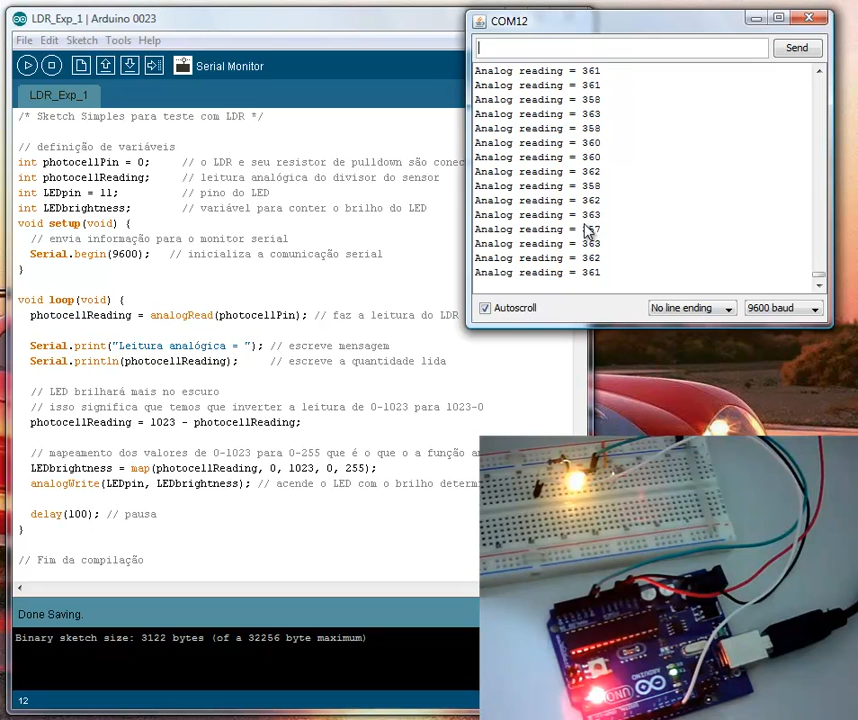 LDR_Exp_1 | Arduino 0023
File Edit Sketch Tools Help
Serial Monitor
LDR_Exp_1
/* Sketch Simples para teste com LDR */
// definição de variáveis
int photocellPin = 0; // o LDR e seu resistor de pulldown são
int photocellReading; // leitura analógica do divisor do sensor
int LEDpin = 11; // pino do LED
int LEDbrightness; // variável para conter o brilho do LED
void setup(void) {
// envia informação para o monitor serial
Serial.begin(9600); // inicializa a comunicação serial
}
void loop(void) {
photocellReading = analogRead(photocellPin); // faz a leitura do LDR
Serial.print("Leitura analógica = "); // escreve mensagem
Serial.println(photocellReading); // escreve a quantidade lida
// LED brilhará mais no escuro
// isso significa que temos que inverter a leitura de 0-1023 para 1023-0
photocellReading = 1023 - photocellReading;
// mapeamento dos valores de 0-1023 para 0-255 que é o que o a função
LEDbrightness = map(photocellReading, 0, 1023, 0, 255);
analogWrite(LEDpin, LEDbrightness); // acende o LED com o brilho
delay(100); // pausa
}
// Fim da compilação
Done Saving.
Binary sketch size: 3122 bytes (of a 32256 byte maximum)
12
COM12
Send
Analog reading = 361
Analog reading = 361
Analog reading = 358
Analog reading = 363
Analog reading = 358
Analog reading = 360
Analog reading = 360
Analog reading = 362
Analog reading = 358
Analog reading = 362
Analog reading = 363
Analog reading =
Analog reading = 363
Analog reading = 362
Analog reading = 361
Autoscroll
No line ending
9600 baud
UNO